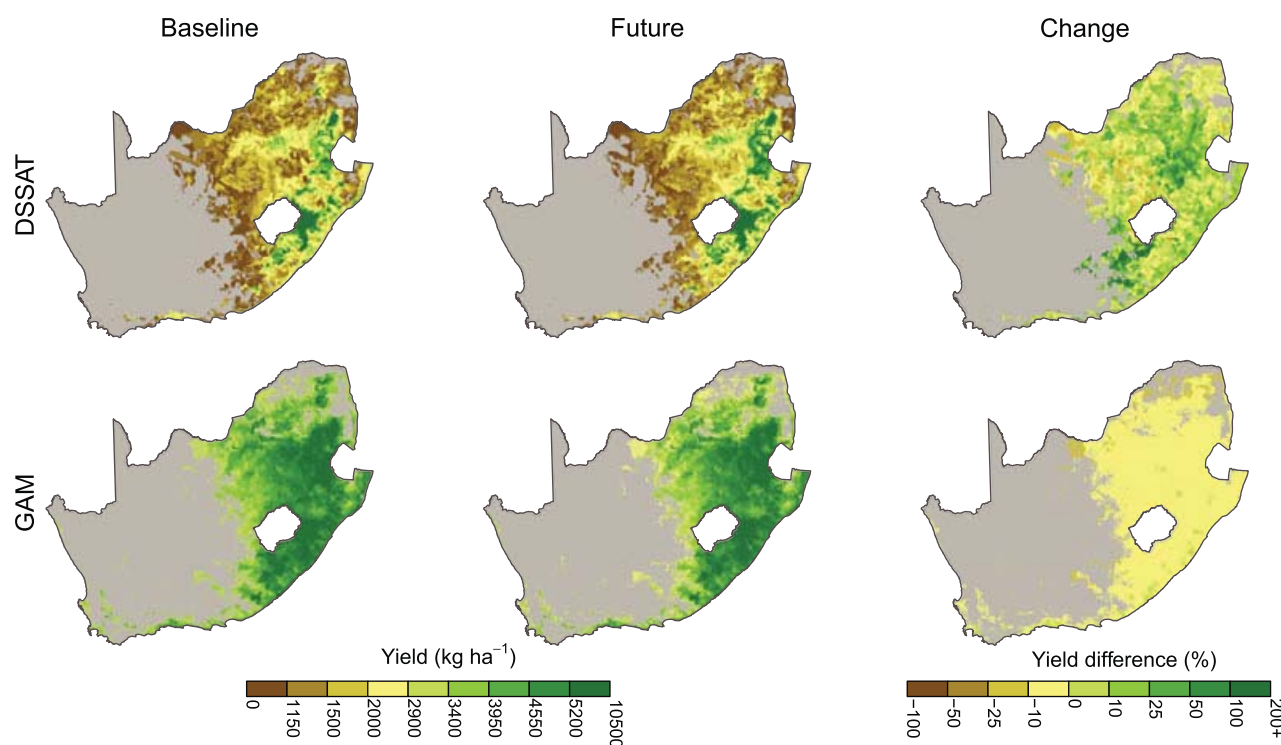 Baseline Future Change
DSSAT
GAM
Yield (kg ha⁻¹) Yield difference (%)
0 1150 1500 2000 2900 3400 3950 4550 5200 10500 −100 −50 −25 −10 0 10 25 50 100 200+